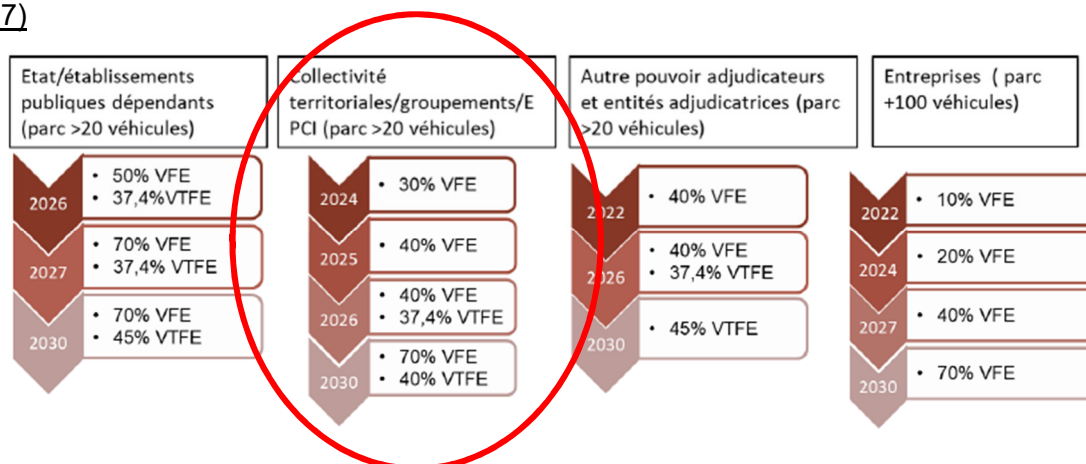 7)
Etat/établissements
publiques dépendants
(parc >20 véhicules)
2026
• 50% VFE
• 37,4%VTFE
2027
• 70% VFE
• 37,4% VTFE
2030
• 70% VFE
• 45% VTFE
Collectivité
territoriales/groupements/E
PCI (parc >20 véhicules)
2024
• 30% VFE
2025
• 40% VFE
2026
• 40% VFE
• 37,4% VTFE
2030
• 70% VFE
• 40% VTFE
Autre pouvoir adjudicateurs
et entités adjudicatrices (parc
>20 véhicules)
2022
• 40% VFE
2026
• 40% VFE
• 37,4% VTFE
2030
• 45% VTFE
Entreprises ( parc
+100 véhicules)
2022
• 10% VFE
2024
• 20% VFE
2027
• 40% VFE
2030
• 70% VFE